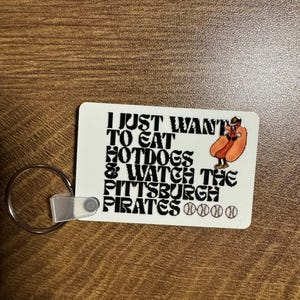 I JUST WANT
TO EAT
HOTDOGS
& WATCH THE
PITTSBURGH
PIRATES